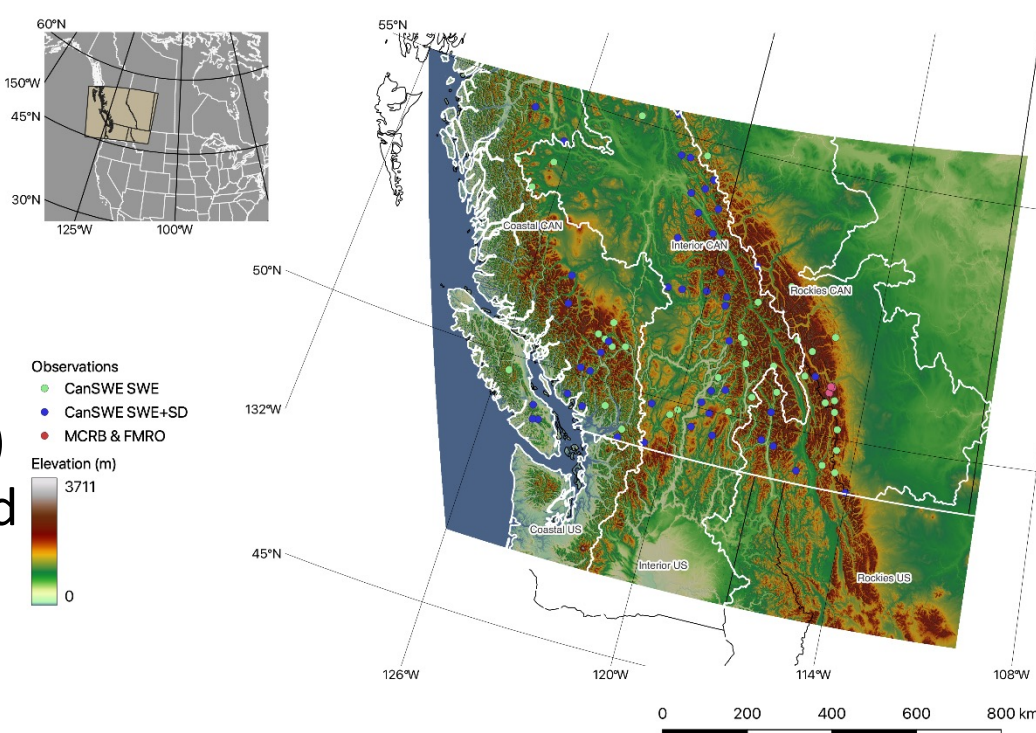 60°N
150°W
45°N
30°N
125°W
100°W
55°N
50°N
132°W
45°N
126°W
120°W
114°W
108°W
Coastal CAN
Interior CAN
Rockies CAN
Coastal US
Interior US
Rockies US
Observations
CanSWE SWE
CanSWE SWE+SD
MCRB & FMRO
Elevation (m)
3711
0
)
d
0 200 400 600 800 km